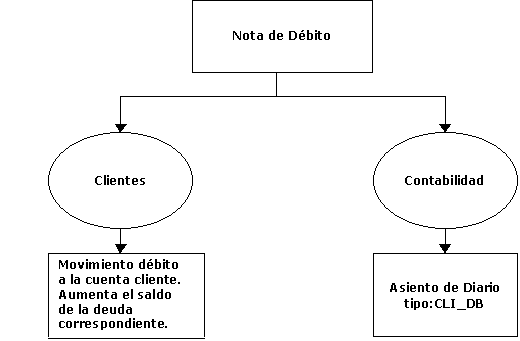 Nota de Débito
Clientes
Contabilidad
Movimiento débito
a la cuenta cliente.
Aumenta el saldo
de la deuda
correspondiente.
Asiento de Diario
tipo:CLI_DB